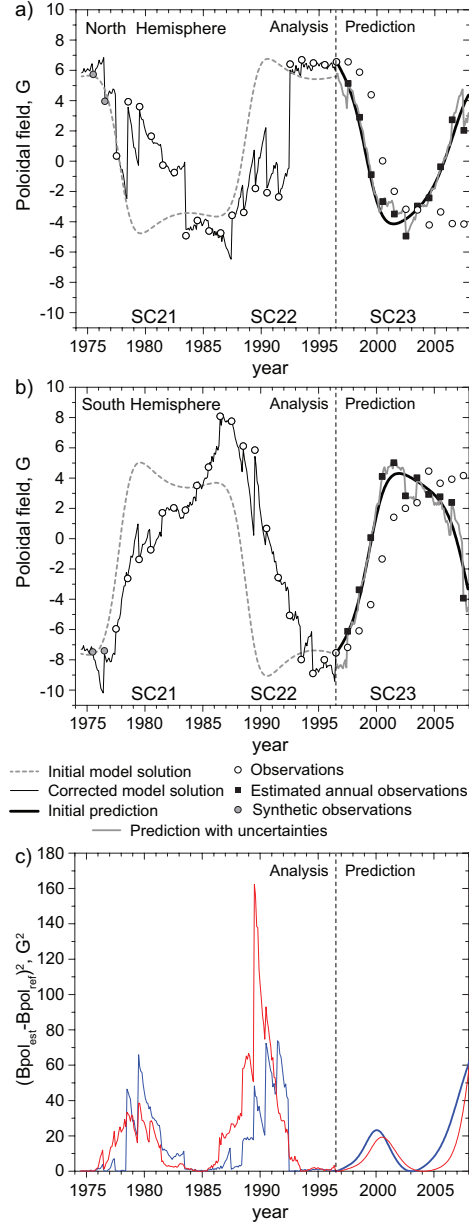 a)
North Hemisphere Analysis Prediction
10
8
6
4
2
0
-2
-4
-6
-8
-10
Poloidal field, G
SC21 SC22 SC23
1975 1980 1985 1990 1995 2000 2005
year
b)
South Hemisphere Analysis Prediction
10
8
6
4
2
0
-2
-4
-6
-8
-10
Poloidal field, G
SC21 SC22 SC23
1975 1980 1985 1990 1995 2000 2005
year
Initial model solution
Observations
Corrected model solution
Estimated annual observations
Initial prediction
Synthetic observations
Prediction with uncertainties
c)
Analysis Prediction
180
160
140
120
100
80
60
40
20
0
(Bpol_est-Bpol_ref)², G²
1975 1980 1985 1990 1995 2000 2005
year